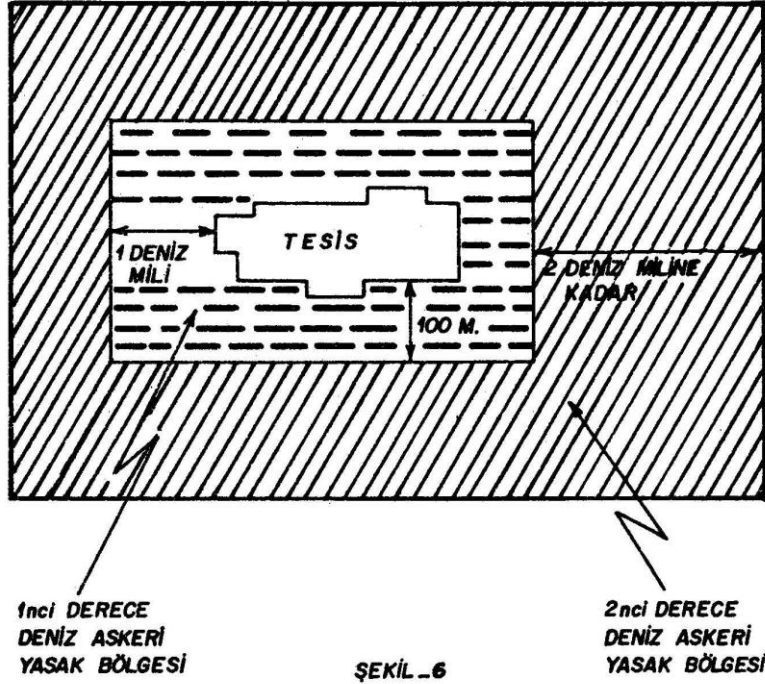 TESİS
1 DENİZ
MİLİ
2 DENİZ MİLİNE
KADAR
100 M.
1nci DERECE
DENİZ ASKERİ
YASAK BÖLGESİ
2nci DERECE
DENİZ ASKERİ
YASAK BÖLGESİ
ŞEKİL_6